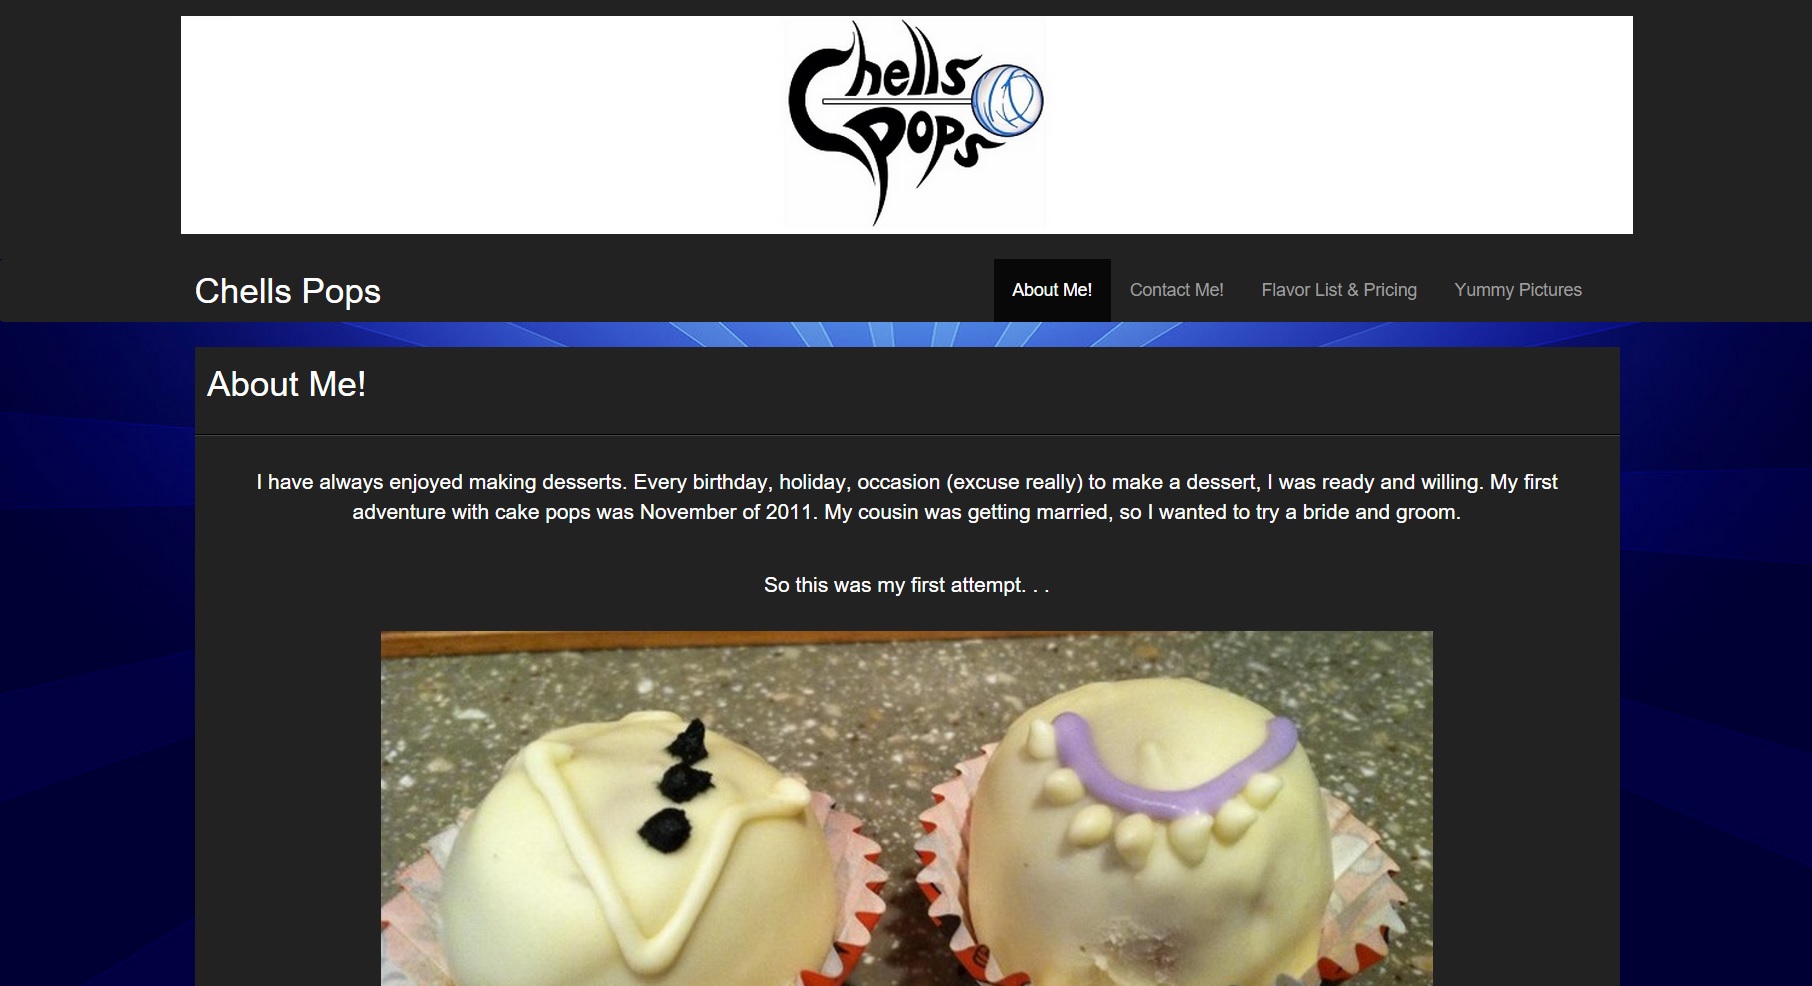 Chells
Pops
Chells Pops
About Me!
Contact Me!
Flavor List & Pricing
Yummy Pictures
About Me!
I have always enjoyed making desserts. Every birthday, holiday, occasion (excuse really) to make a dessert, I was ready and willing. My first
adventure with cake pops was November of 2011. My cousin was getting married, so I wanted to try a bride and groom.
So this was my first attempt. . .